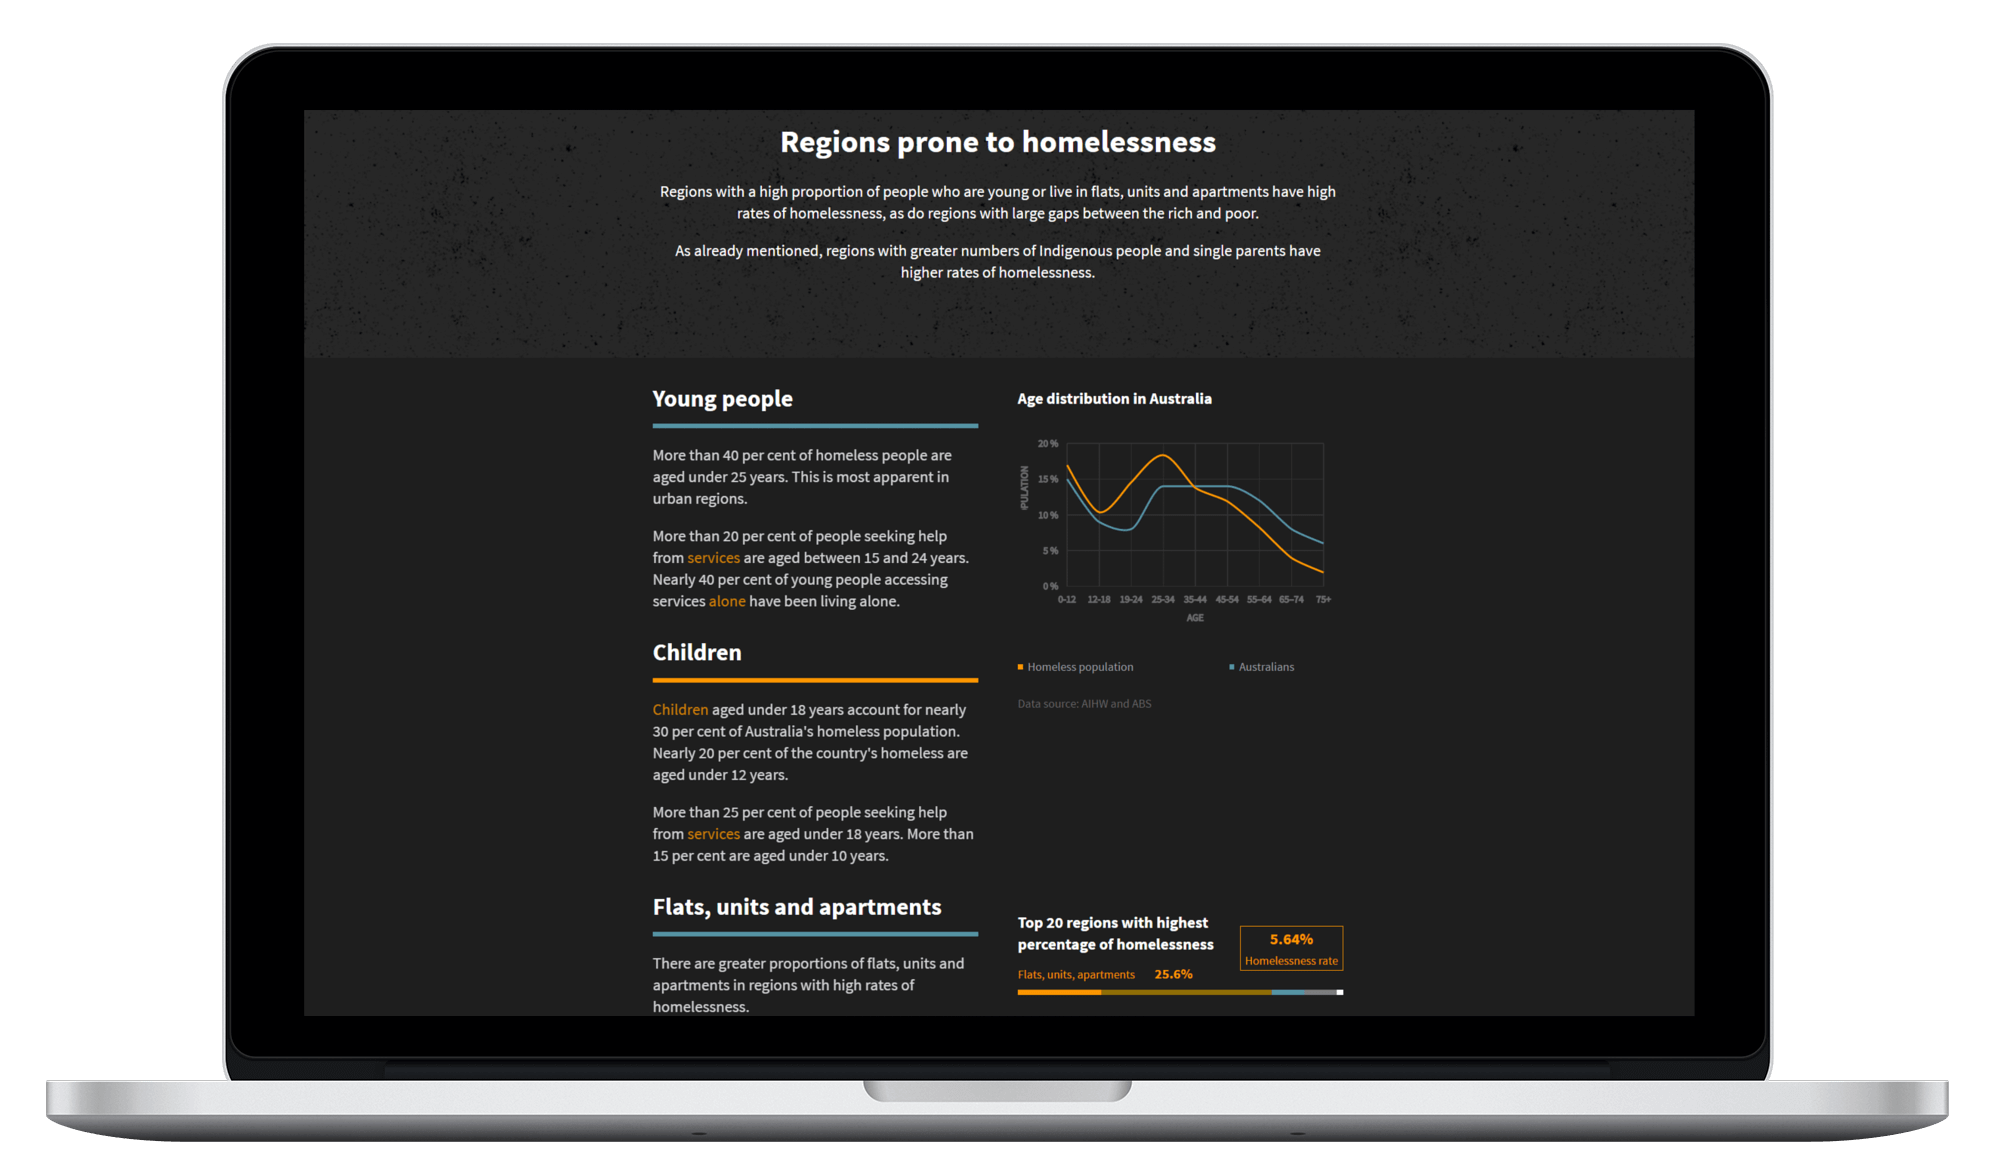 Regions prone to homelessness
Regions with a high proportion of people who are young or live in flats, units and apartments have high
rates of homelessness, as do regions with large gaps between the rich and poor.
As already mentioned, regions with greater numbers of Indigenous people and single parents have
higher rates of homelessness.
Young people
More than 40 per cent of homeless people are
aged under 25 years. This is most apparent in
urban regions.
More than 20 per cent of people seeking help
from services are aged between 15 and 24 years.
Nearly 40 per cent of young people accessing
services alone have been living alone.
Children
Children aged under 18 years account for nearly
30 per cent of Australia's homeless population.
Nearly 20 per cent of the country's homeless are
aged under 12 years.
More than 25 per cent of people seeking help
from services are aged under 18 years. More than
15 per cent are aged under 10 years.
Flats, units and apartments
There are greater proportions of flats, units and
apartments in regions with high rates of
homelessness.
Age distribution in Australia
20 %
15 %
10 %
5 %
0 %
PULATION
0-12 12-18 19-24 25-34 35-44 45-54 55-64 65-74 75+
AGE
Homeless population Australians
Data source: AIHW and ABS
Top 20 regions with highest
percentage of homelessness
5.64%
Homelessness rate
Flats, units, apartments 25.6%